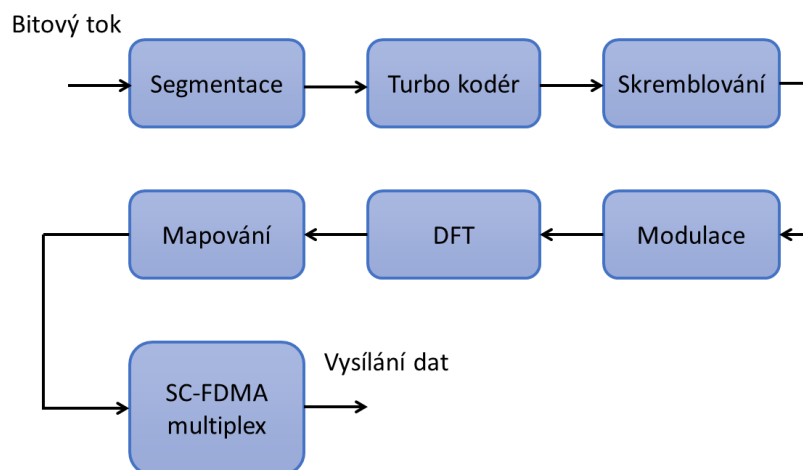 Bitový tok
Segmentace
Turbo kodér
Skremblování
Mapování
DFT
Modulace
SC-FDMA
multiplex
Vysílání dat